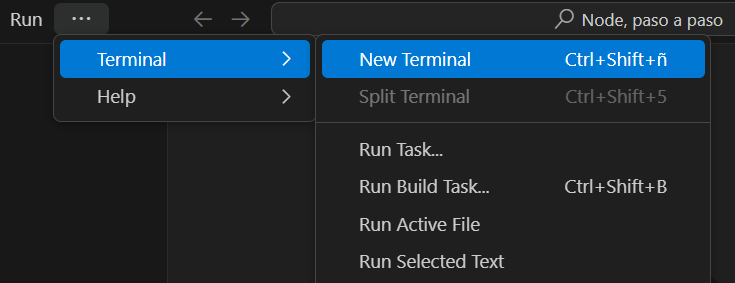 Run ··· ← → Node, paso a paso
Terminal > New Terminal Ctrl+Shift+ñ
Help > Split Terminal Ctrl+Shift+5
Run Task...
Run Build Task... Ctrl+Shift+B
Run Active File
Run Selected Text